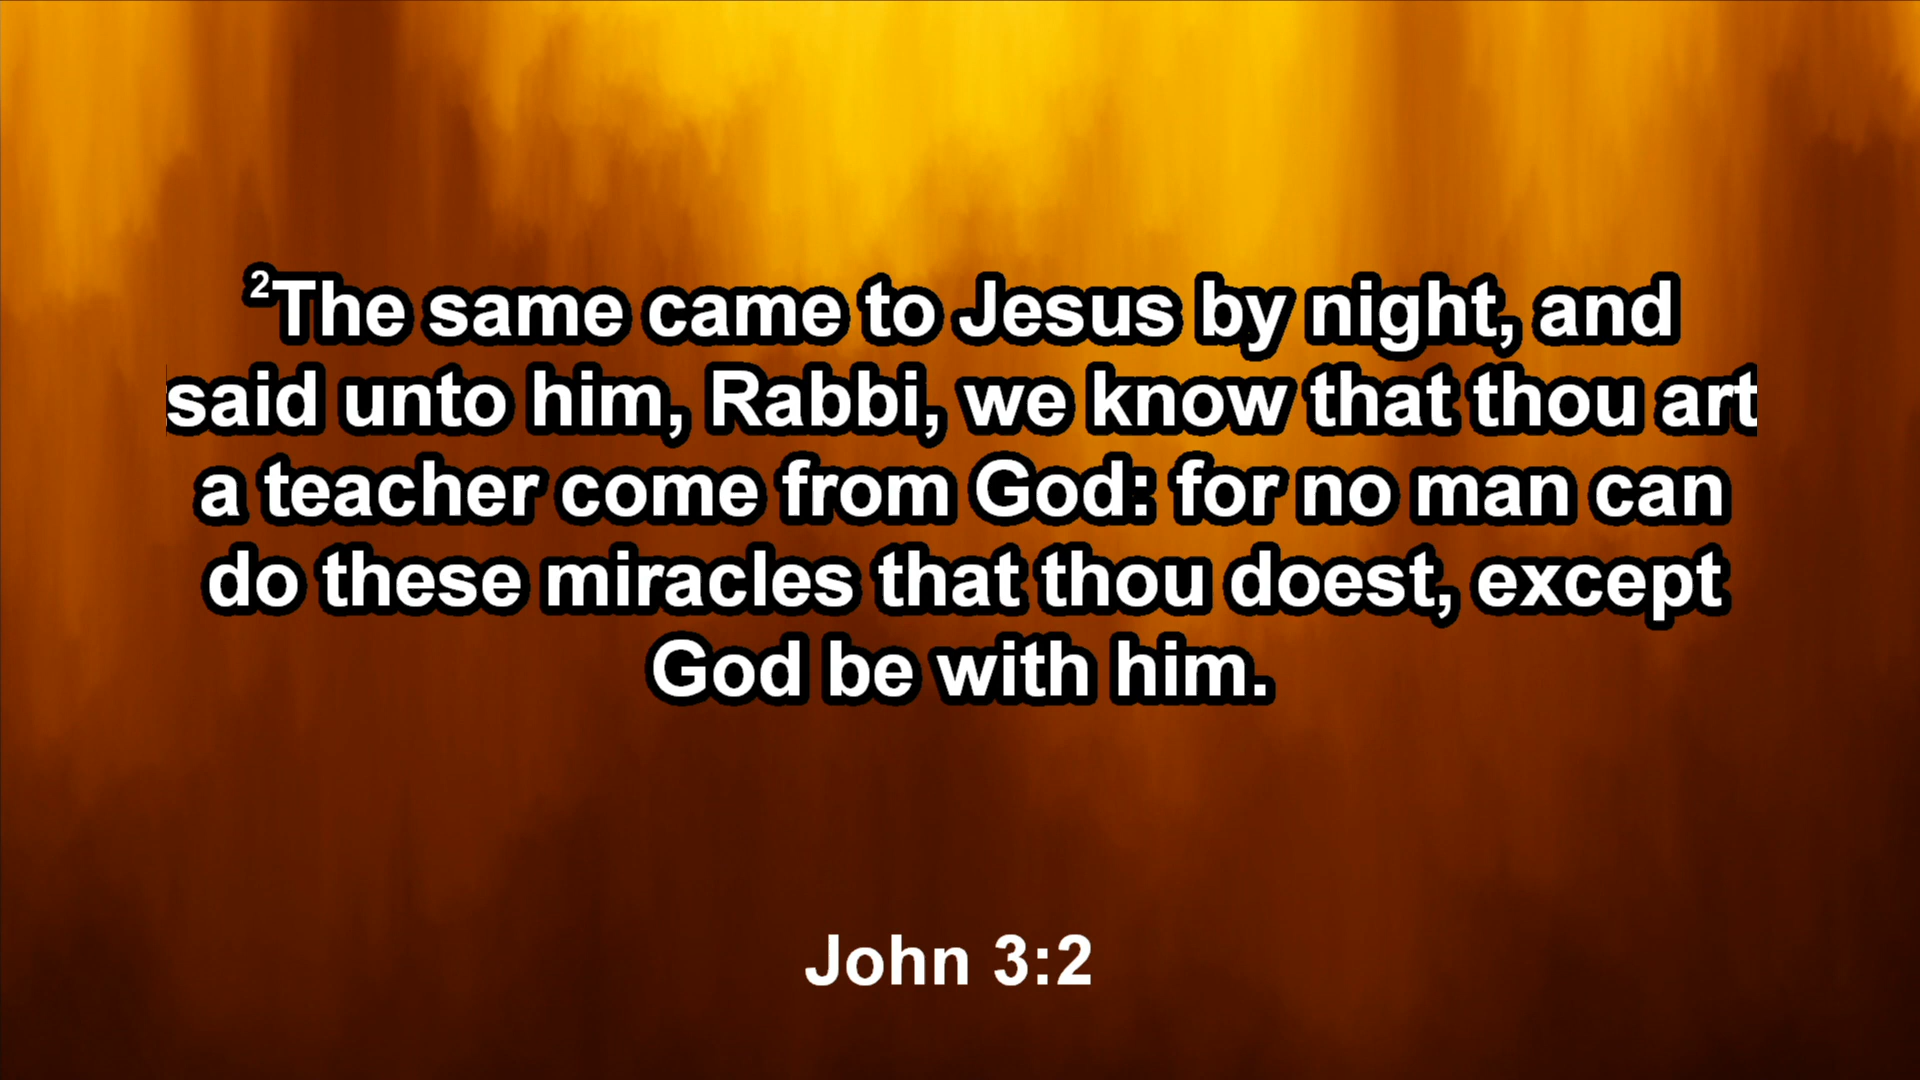 ²The same came to Jesus by night, and
said unto him, Rabbi, we know that thou art
a teacher come from God: for no man can
do these miracles that thou doest, except
God be with him.
John 3:2